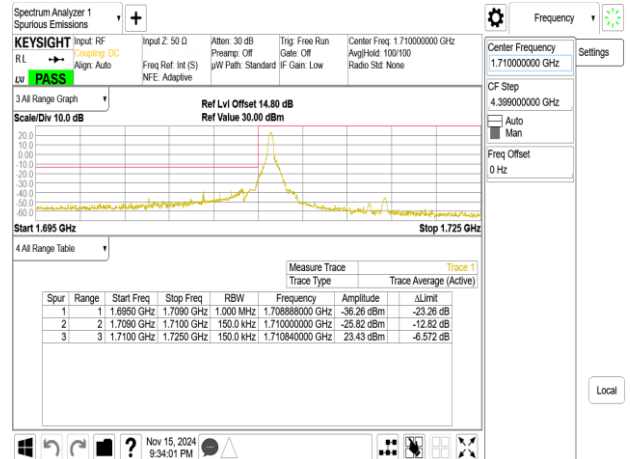 Spectrum Analyzer 1
Spurious Emissions
Frequency
KEYSIGHT Input: RF Input Z: 50 Ω Atten: 30 dB Trig: Free Run Center Freq: 1.710000000 GHz
RL Coupling: DC Preamp: Off Gate: Off Avg|Hold: 100/100
Align: Auto Freq Ref: Int (S) µW Path: Standard IF Gain: Low Radio Std: None
LXI PASS NFE: Adaptive
Center Frequency
1.710000000 GHz
Settings
CF Step
4.399000000 GHz
Auto
Man
Freq Offset
0 Hz
3 All Range Graph
Ref Lvl Offset 14.80 dB
Scale/Div 10.0 dB Ref Value 30.00 dBm
20.0
10.0
0.00
-10.0
-20.0
-30.0
-40.0
-50.0
-60.0
Start 1.695 GHz Stop 1.725 GHz
4 All Range Table
Measure Trace Trace 1
Trace Type Trace Average (Active)
Spur Range Start Freq Stop Freq RBW Frequency Amplitude ΔLimit
1 1 1.6950 GHz 1.7090 GHz 1.000 MHz 1.708888000 GHz -36.26 dBm -23.26 dB
2 2 1.7090 GHz 1.7100 GHz 150.0 kHz 1.710000000 GHz -25.82 dBm -12.82 dB
3 3 1.7100 GHz 1.7250 GHz 150.0 kHz 1.710840000 GHz 23.43 dBm -6.572 dB
Local
Nov 15, 2024
9:34:01 PM